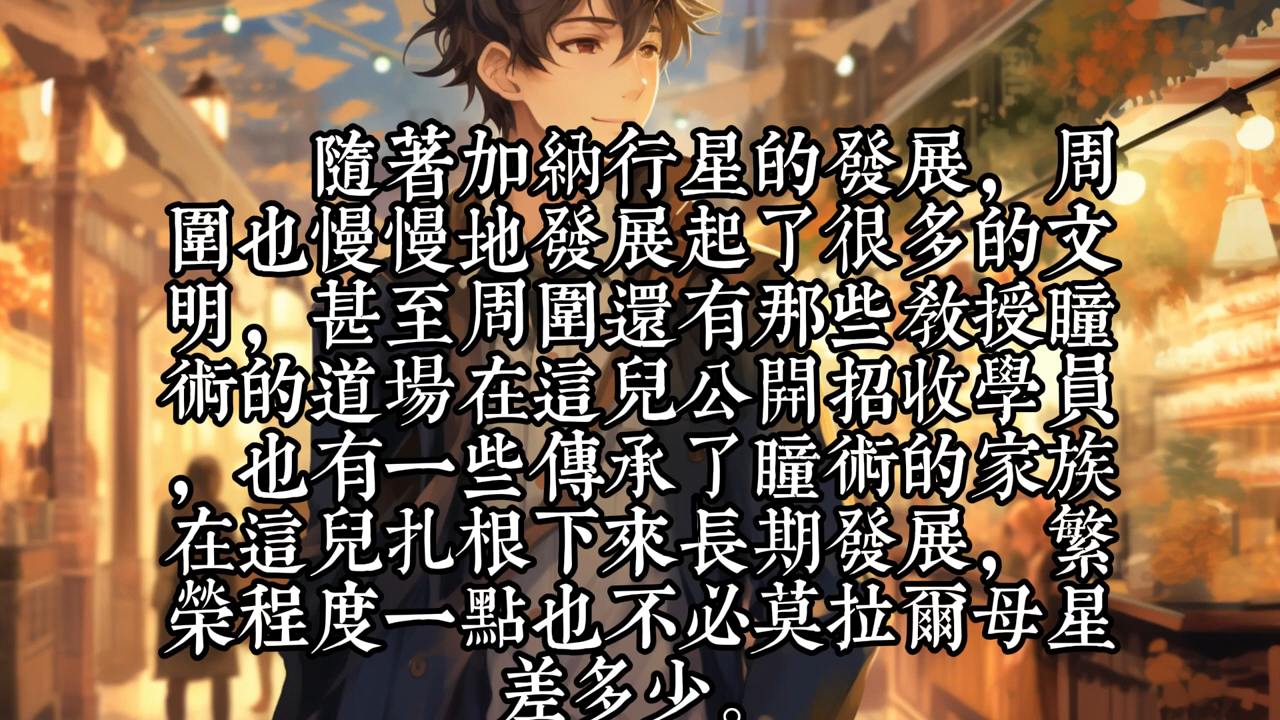 隨著加納行星的發展，周
圍也慢慢地發展起了很多的文
明，甚至周圍還有那些教授瞳
術的道場在這兒公開招收學員
，也有一些傳承了瞳術的家族
在這兒扎根下來長期發展，繁
榮程度一點也不必莫拉爾母星
差多少。